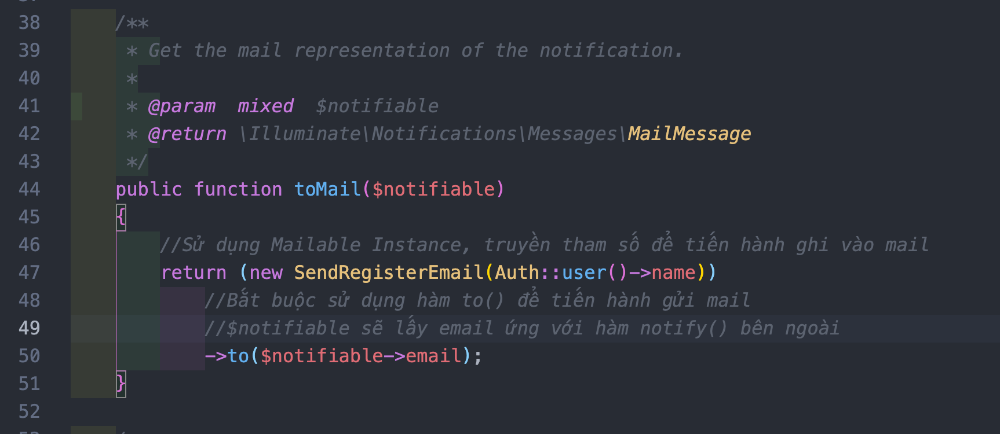 38 /**
39 * Get the mail representation of the notification.
40 *
41 * @param  mixed  $notifiable
42 * @return \Illuminate\Notifications\Messages\MailMessage
43 */
44 public function toMail($notifiable)
45 {
46 //Sử dụng Mailable Instance, truyền tham số để tiến hành ghi vào mail
47 return (new SendRegisterEmail(Auth::user()->name))
48 //Bắt buộc sử dụng hàm to() để tiến hành gửi mail
49 //$notifiable sẽ lấy email ứng với hàm notify() bên ngoài
50 ->to($notifiable->email);
51 }
52